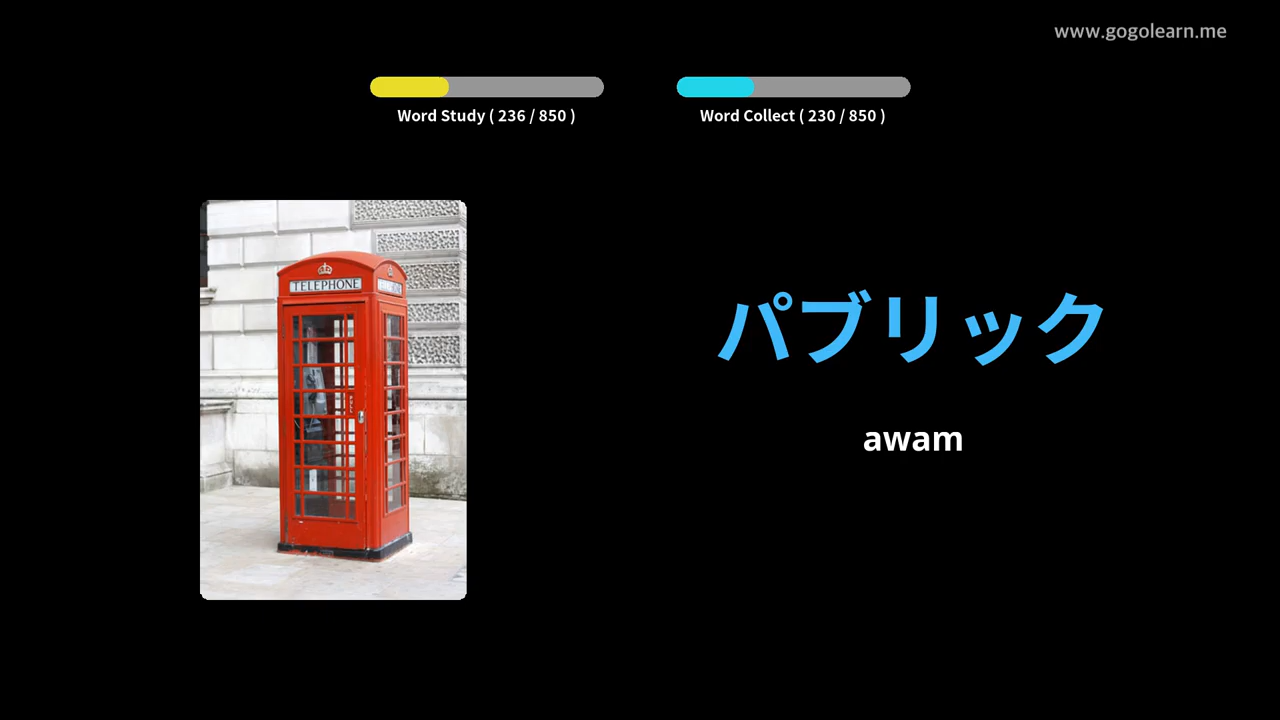 www.gogolearn.me
Word Study ( 236 / 850 )
Word Collect ( 230 / 850 )
TELEPHONE
パブリック
awam